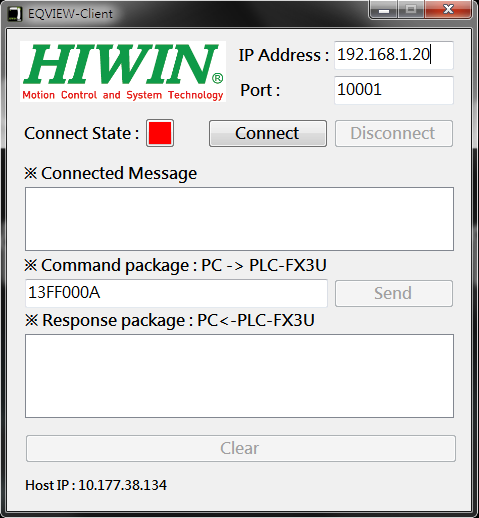 EQVIEW-Client
HIWIN®
Motion Control and System Technology
IP Address : 192.168.1.20
Port : 10001
Connect State : Connect Disconnect
※ Connected Message
※ Command package : PC -> PLC-FX3U
13FF000A Send
※ Response package : PC<-PLC-FX3U
Clear
Host IP : 10.177.38.134